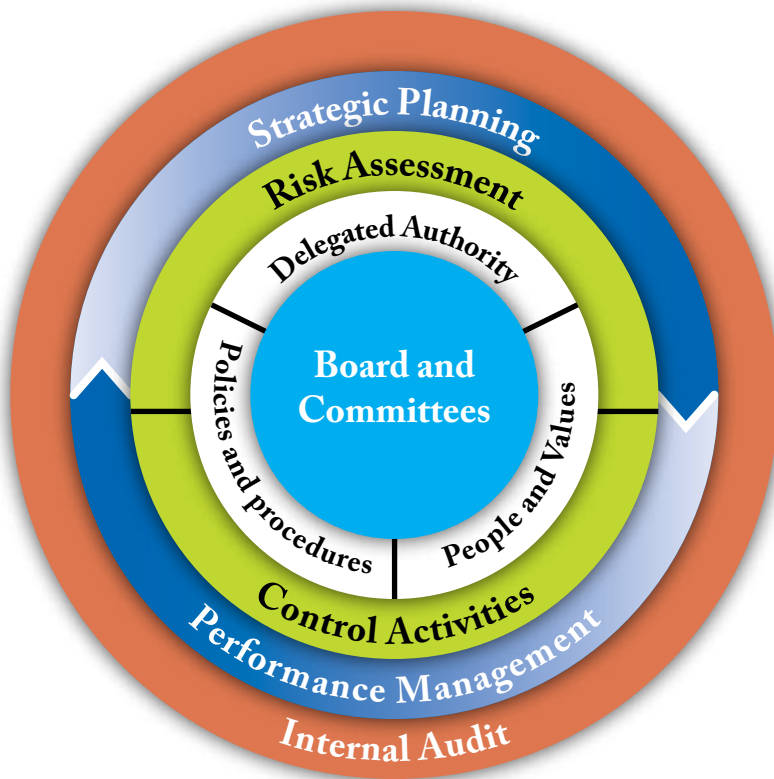 Strategic Planning
Risk Assessment
Delegated Authority
Board and
Committees
Policies and procedures
People and Values
Control Activities
Performance Management
Internal Audit